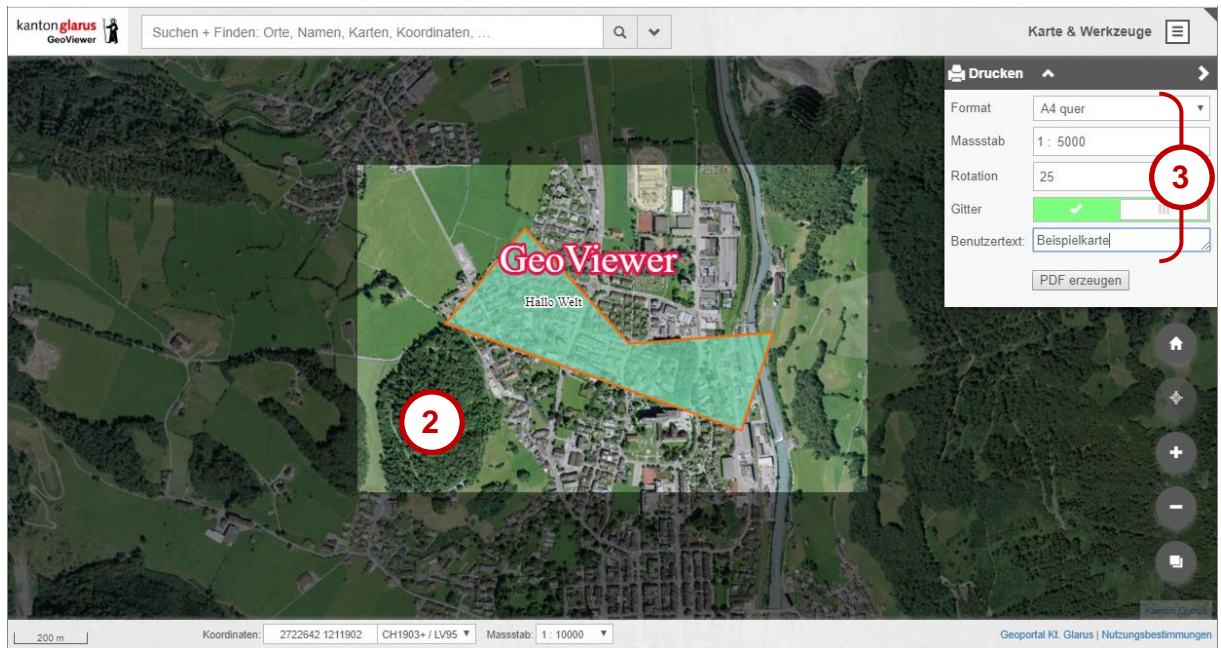 kanton glarus
GeoViewer
Suchen + Finden: Orte, Namen, Karten, Koordinaten, ...
Karte & Werkzeuge
Drucken
Format A4 quer
Massstab 1 : 5000
Rotation 25
3
Gitter
Benutzertext: Beispielkarte
PDF erzeugen
GeoViewer
Hallo Welt
2
Kanton Glarus
200 m
Koordinaten: 2722642 1211902 CH1903+ / LV95 Massstab: 1 : 10000
Geoportal Kt. Glarus | Nutzungsbestimmungen